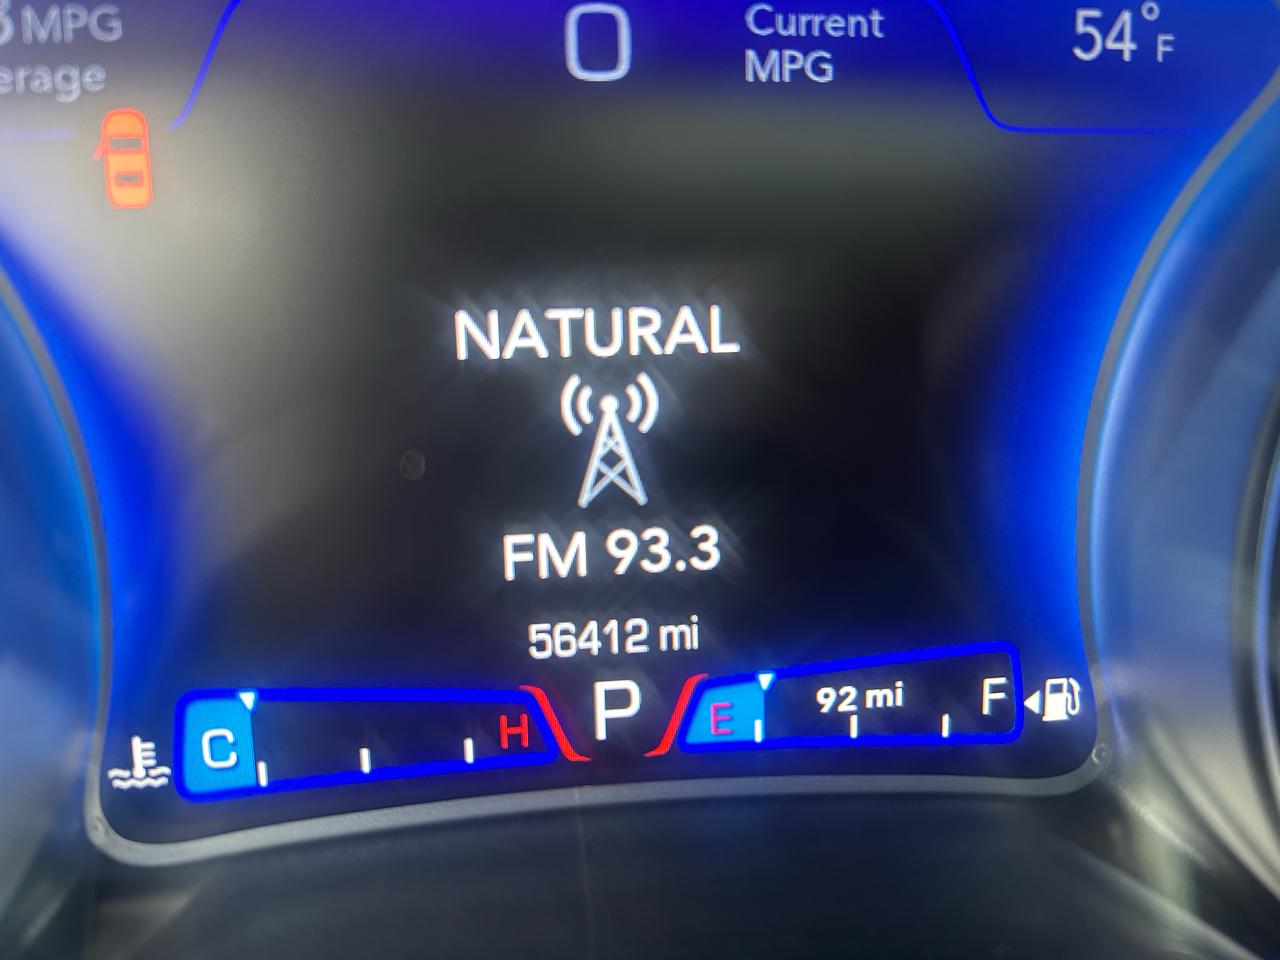 MPG
erage
0
Current
MPG
54°F
NATURAL
FM 93.3
56412 mi
C
H
P
E
92 mi
F